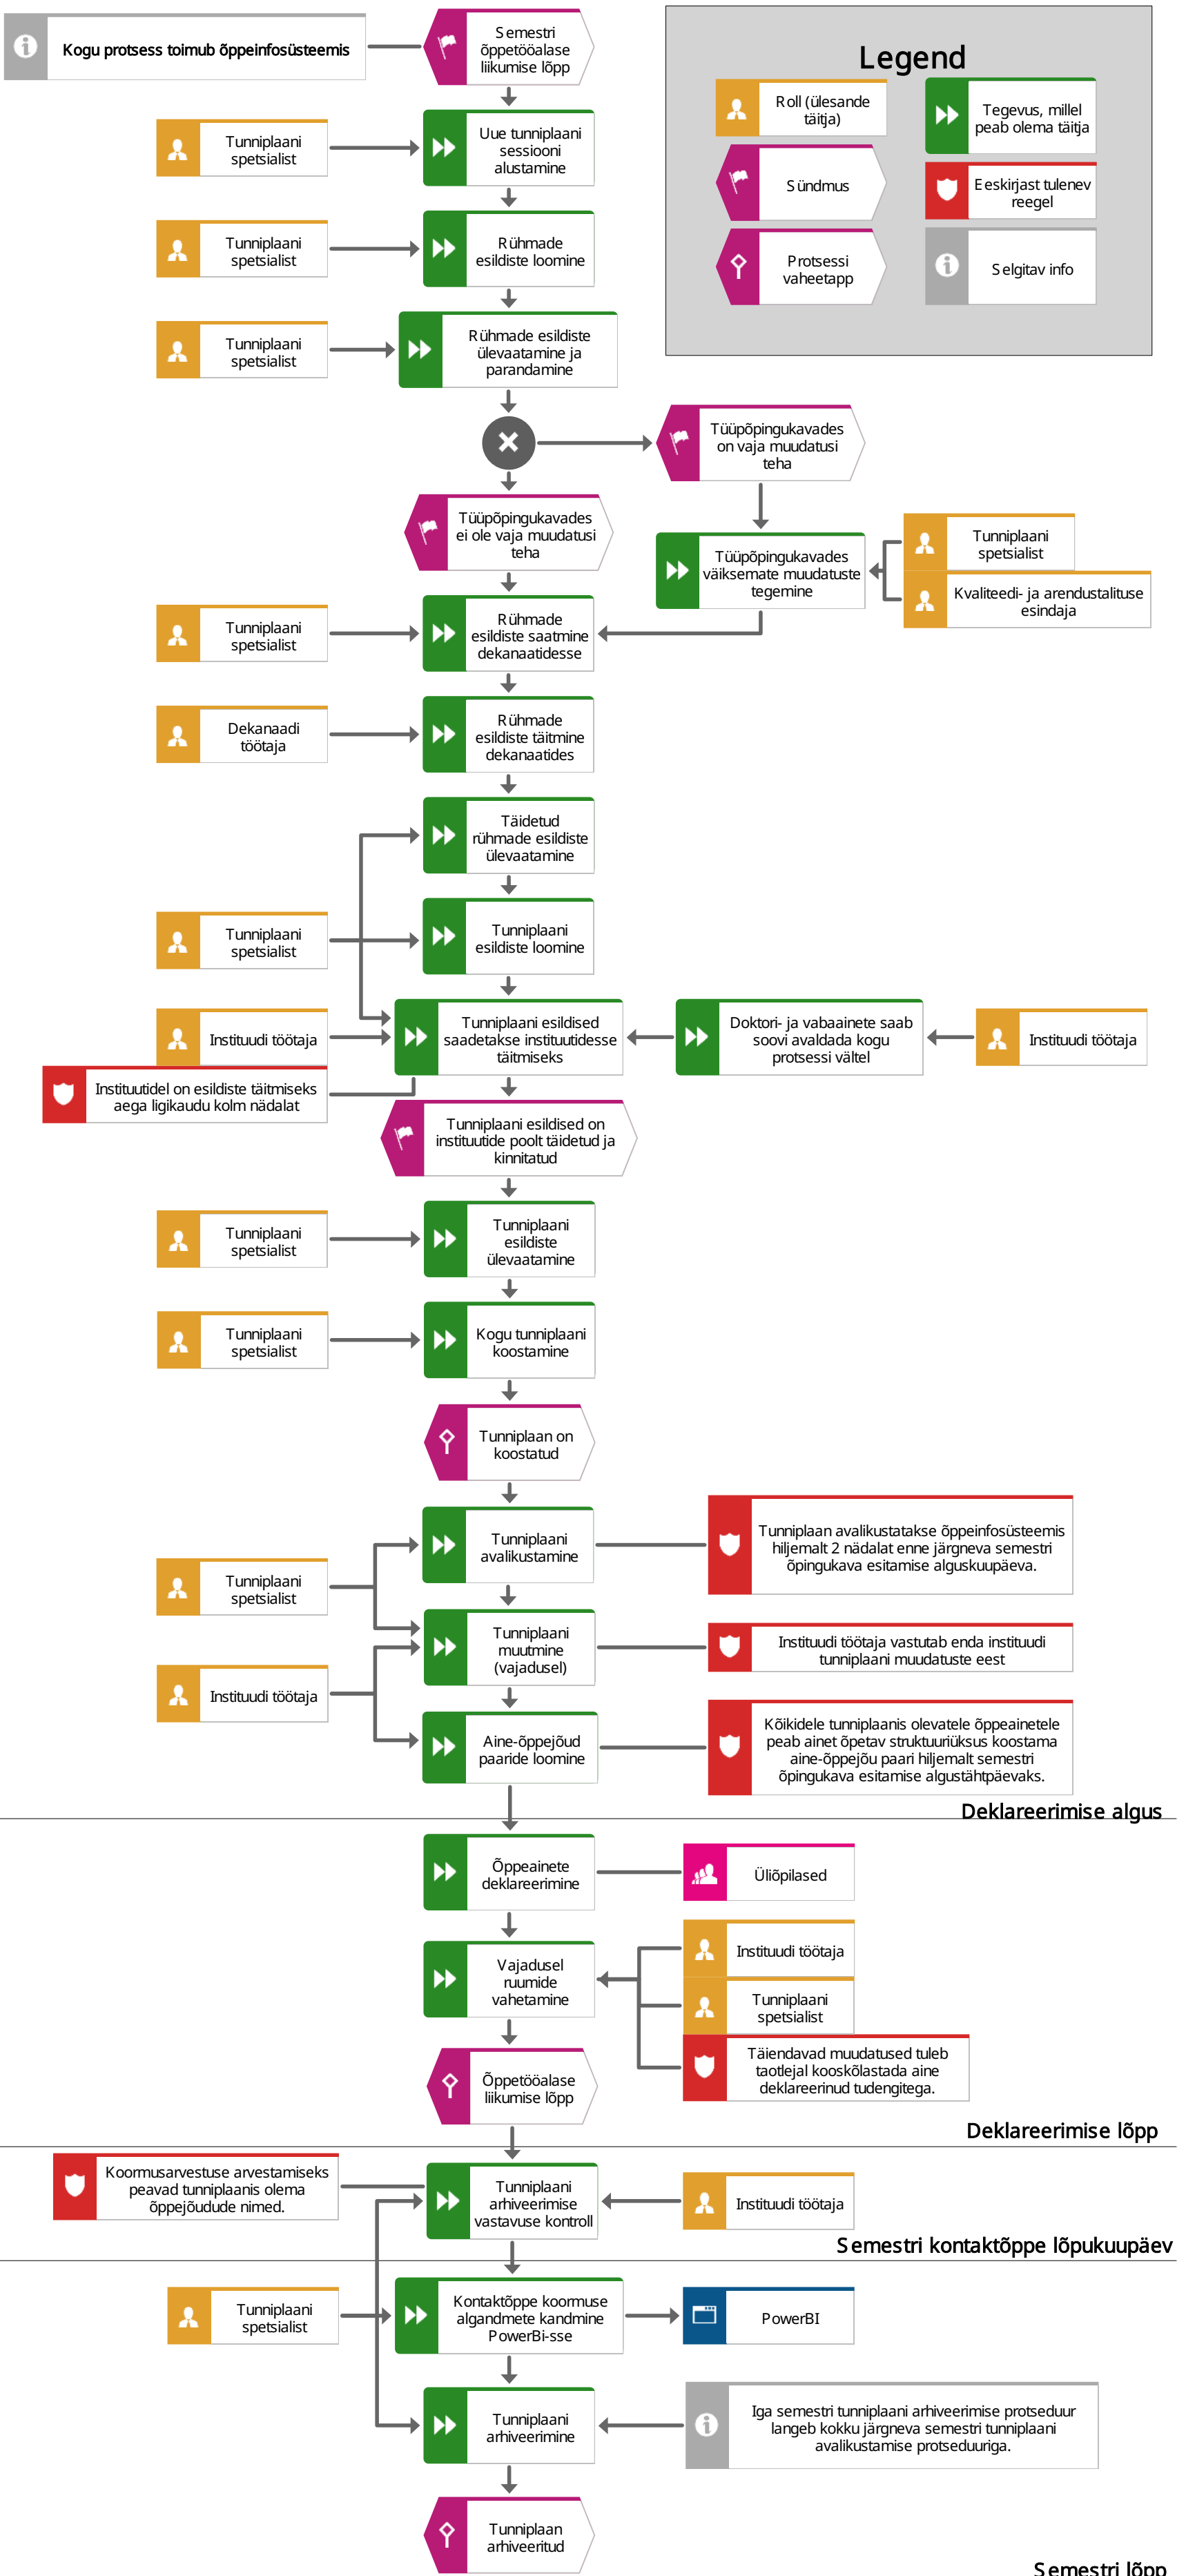 Kogu protsess toimub õppeinfosüsteemis
Semestri
õppetööalase
liikumise lõpp
Legend
Roll (ülesande
täitja)
Tegevus, millel
peab olema täitja
Sündmus
Eeskirjast tulenev
reegel
Protsessi
vaheetapp
Selgitav info
Tunniplaani
spetsialist
Uue tunniplaani
sessiooni
alustamine
Tunniplaani
spetsialist
Rühmade
esildiste loomine
Tunniplaani
spetsialist
Rühmade esildiste
ülevaatamine ja
parandamine
Tüüpõpingukavades
on vaja muudatusi
teha
Tüüpõpingukavades
ei ole vaja muudatusi
teha
Tüüpõpingukavades
väiksemate muudatuste
tegemine
Tunniplaani
spetsialist
Kvaliteedi- ja arendustalituse
esindaja
Tunniplaani
spetsialist
Rühmade
esildiste saatmine
dekanaatidesse
Dekanaadi
töötaja
Rühmade
esildiste täitmine
dekanaatides
Täidetud
rühmade esildiste
ülevaatamine
Tunniplaani
spetsialist
Tunniplaani
esildiste loomine
Instituudi töötaja
Tunniplaani esildised
saadetakse instituutidesse
täitmiseks
Doktori- ja vabaainete saab
soovi avaldada kogu
protsessi vältel
Instituudi töötaja
Instituutidel on esildiste täitmiseks
aega ligikaudu kolm nädalat
Tunniplaani esildised on
instituutide poolt täidetud ja
kinnitatud
Tunniplaani
spetsialist
Tunniplaani
esildiste
ülevaatamine
Tunniplaani
spetsialist
Kogu tunniplaani
koostamine
Tunniplaan on
koostatud
Tunniplaani
spetsialist
Tunniplaani
avalikustamine
Tunniplaan avalikustatakse õppeinfosüsteemis
hiljemalt 2 nädalat enne järgneva semestri
õpingukava esitamise alguskuupäeva.
Tunniplaani
muutmine
(vajadusel)
Instituudi töötaja vastutab enda instituudi
tunniplaani muudatuste eest
Instituudi töötaja
Aine-õppejõud
paaride loomine
Kõikidele tunniplaanis olevatele õppeainetele
peab ainet õpetav struktuuriüksus koostama
aine-õppejõu paari hiljemalt semestri
õpingukava esitamise algustähtpäevaks.
Deklareerimise algus
Õppeainete
deklareerimine
Üliõpilased
Vajadusel
ruumide
vahetamine
Instituudi töötaja
Tunniplaani
spetsialist
Täiendavad muudatused tuleb
taotlejal kooskõlastada aine
deklareerinud tudengitega.
Õppetööalase
liikumise lõpp
Deklareerimise lõpp
Koormusarvestuse arvestamiseks
peavad tunniplaanis olema
õppejõudude nimed.
Tunniplaani
arhiveerimise
vastavuse kontroll
Instituudi töötaja
Semestri kontaktõppe lõpukuupäev
Tunniplaani
spetsialist
Kontaktõppe koormuse
algandmete kandmine
PowerBi-sse
PowerBI
Tunniplaani
arhiveerimine
Iga semestri tunniplaani arhiveerimise protseduur
langeb kokku järgneva semestri tunniplaani
avalikustamise protseduuriga.
Tunniplaan
arhiveeritud
Semestri lõpp